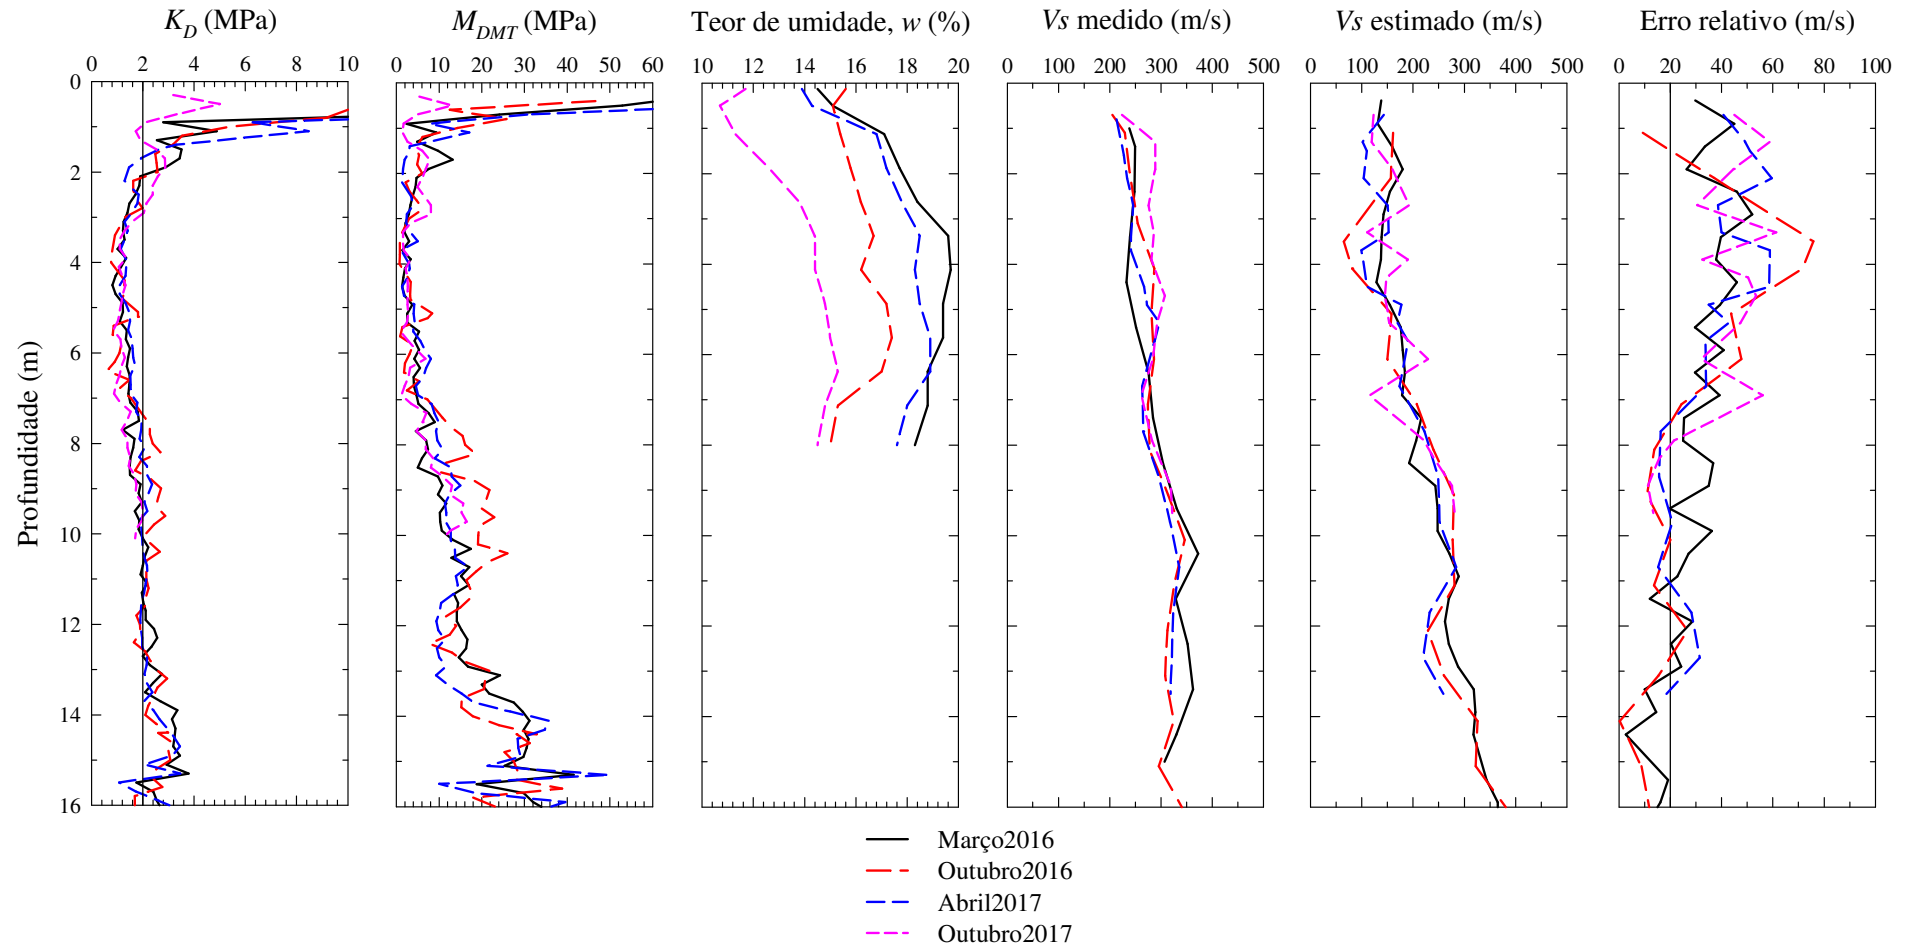 K_D (MPa) M_DMT (MPa) Teor de umidade, w (%) Vs medido (m/s) Vs estimado (m/s) Erro relativo (m/s)
0 2 4 6 8 10 0 10 20 30 40 50 60 10 12 14 16 18 20 0 100 200 300 400 500 0 100 200 300 400 500 0 20 40 60 80 100
0
2
4
6
8
10
12
14
16
Profundidade (m)
Março2016
Outubro2016
Abril2017
Outubro2017